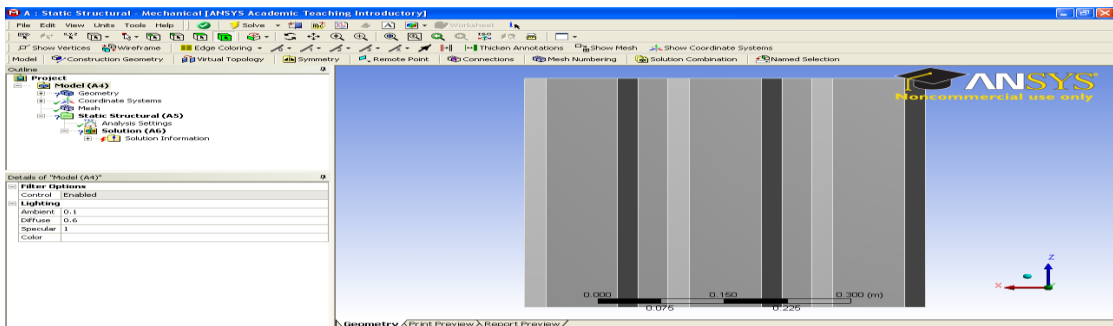 A : Static Structural - Mechanical [ANSYS Academic Teaching Introductory]
File Edit View Units Tools Help Solve Worksheet
Show Vertices Wireframe Edge Coloring Thicken Annotations Show Mesh Show Coordinate Systems
Model Construction Geometry Virtual Topology Symmetry Remote Point Connections Mesh Numbering Solution Combination Named Selection
Outline
Project
Model (A4)
Geometry
Coordinate Systems
Mesh
Static Structural (A5)
Analysis Settings
Solution (A6)
Solution Information
Details of "Model (A4)"
Filter Options
Control Enabled
Lighting
Ambient 0.1
Diffuse 0.6
Specular 1
Color
ANSYS
Noncommercial use only
0.000 0.150 0.300 (m)
0.075 0.225
Z
X
Geometry Print Preview Report Preview